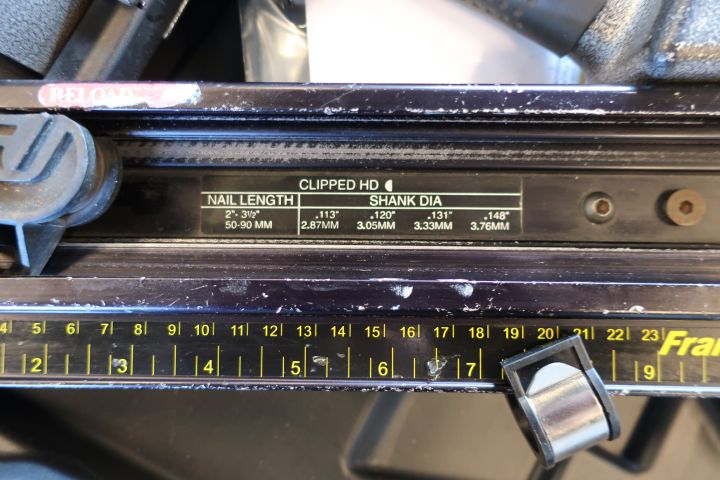 RELOAD
CLIPPED HD
NAIL LENGTH SHANK DIA
2"- 3½" .113" .120" .131" .148"
50-90 MM 2.87MM 3.05MM 3.33MM 3.76MM
4 5 6 7 8 9 10 11 12 13 14 15 16 17 18 19 20 21 22 23 Fra
2 3 4 5 6 7 9